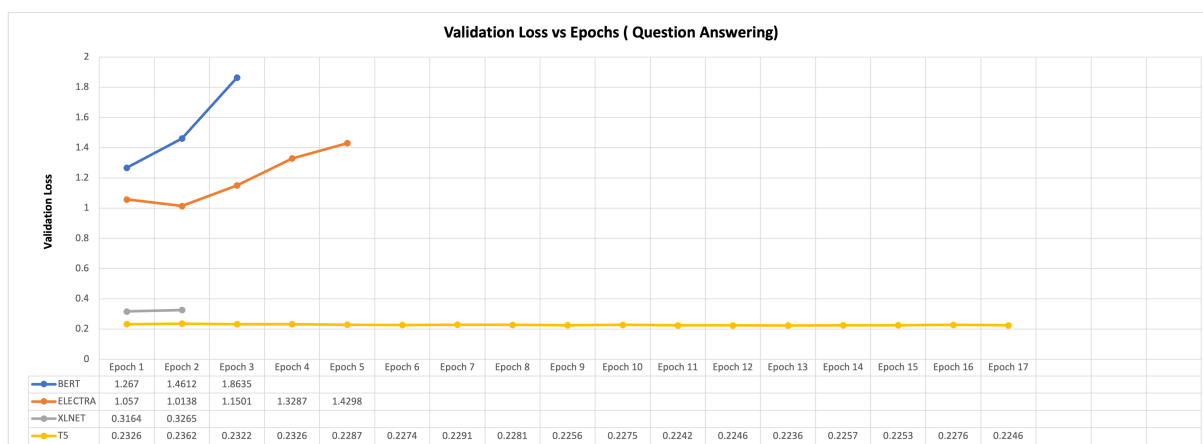 Validation Loss vs Epochs ( Question Answering)
Validation Loss
2
1.8
1.6
1.4
1.2
1
0.8
0.6
0.4
0.2
0
Epoch 1 Epoch 2 Epoch 3 Epoch 4 Epoch 5 Epoch 6 Epoch 7 Epoch 8 Epoch 9 Epoch 10 Epoch 11 Epoch 12 Epoch 13 Epoch 14 Epoch 15 Epoch 16 Epoch 17
BERT 1.267 1.4612 1.8635
ELECTRA 1.057 1.0138 1.1501 1.3287 1.4298
XLNET 0.3164 0.3265
T5 0.2326 0.2362 0.2322 0.2326 0.2287 0.2274 0.2291 0.2281 0.2256 0.2275 0.2242 0.2246 0.2236 0.2257 0.2253 0.2276 0.2246